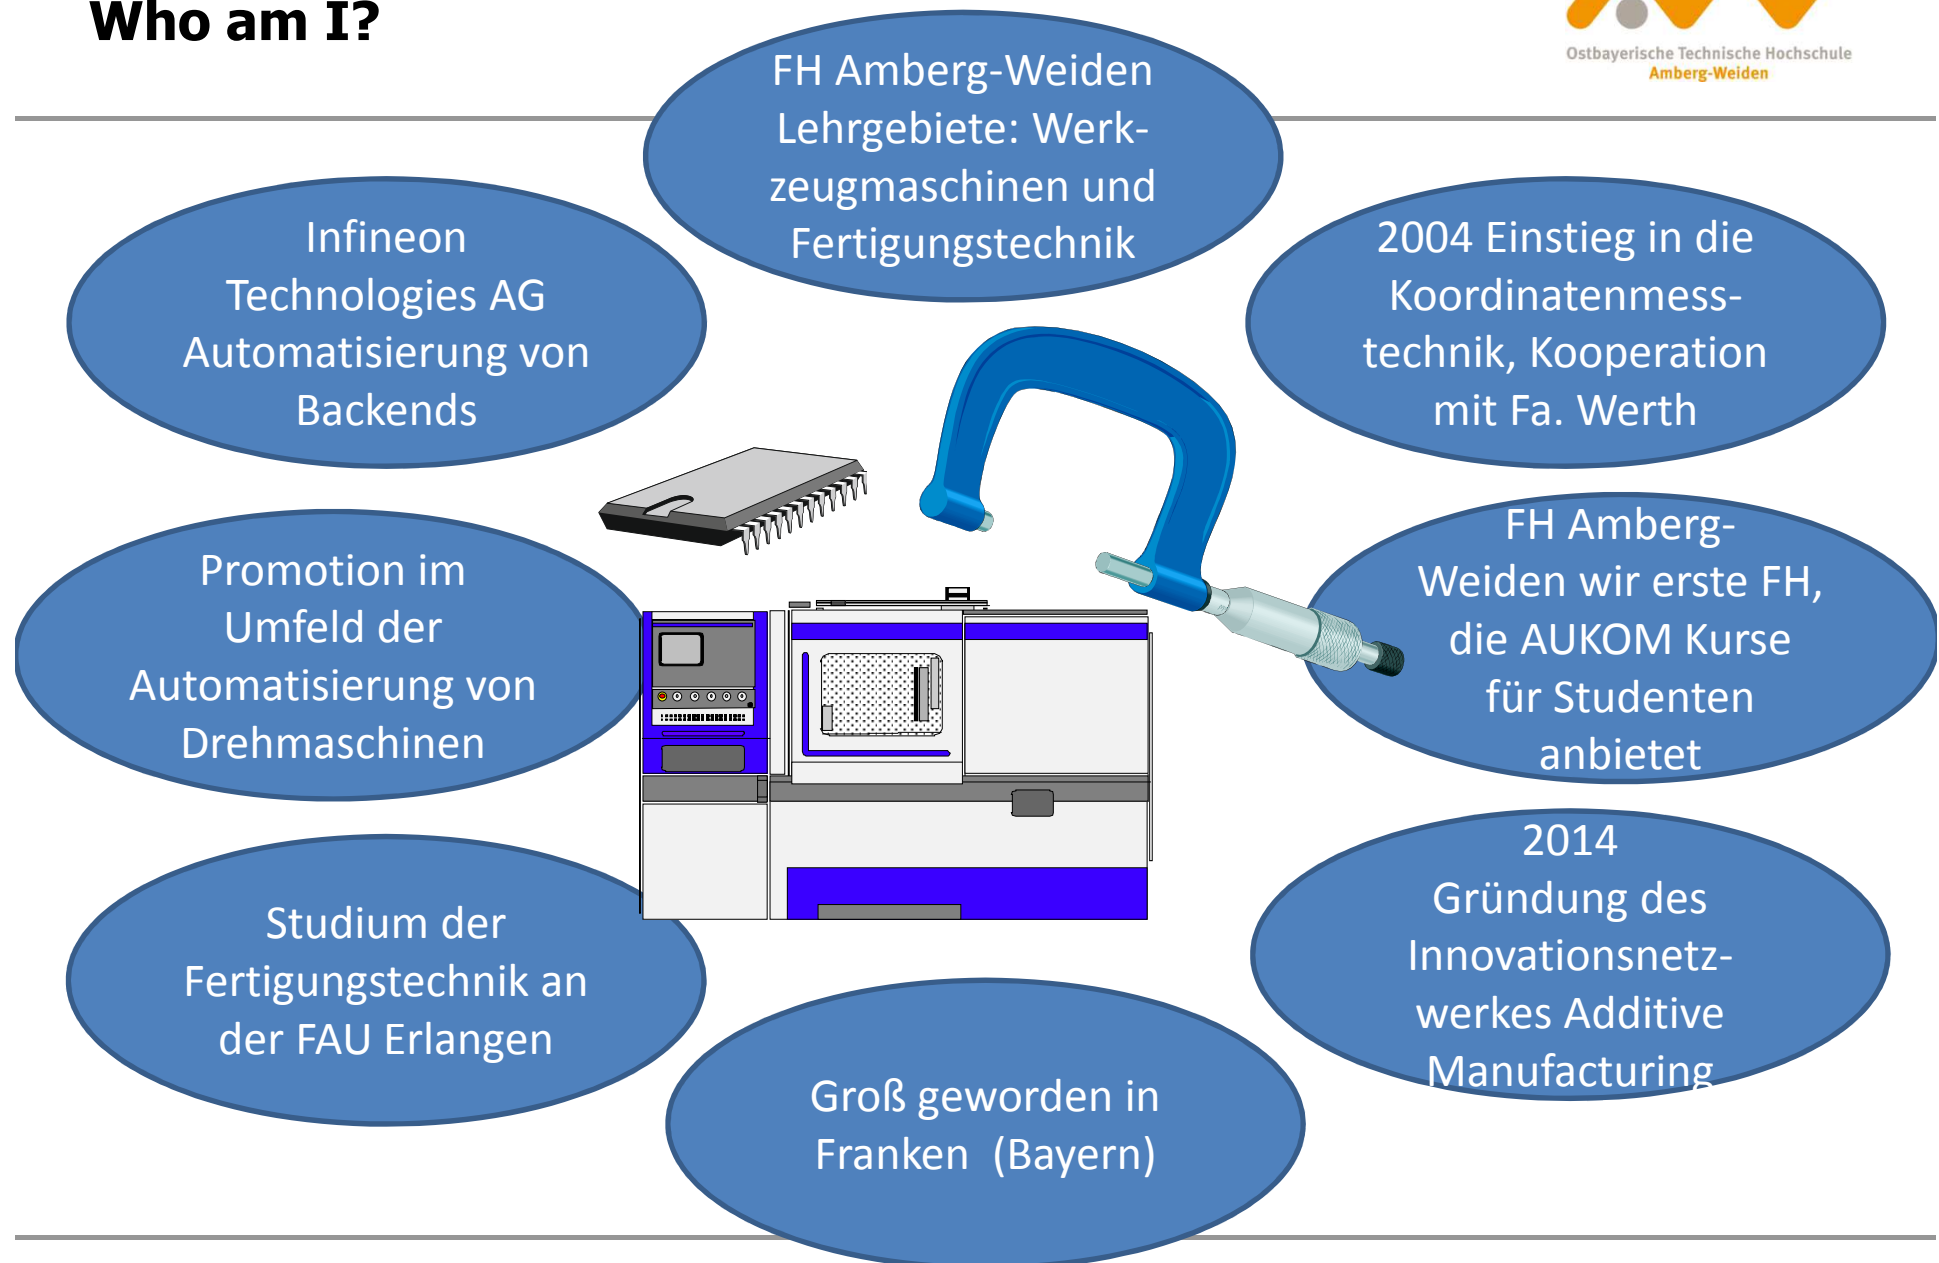 Who am I?
Ostbayerische Technische Hochschule
Amberg-Weiden
FH Amberg-Weiden
Lehrgebiete: Werk-
zeugmaschinen und
Fertigungstechnik
Infineon
Technologies AG
Automatisierung von
Backends
2004 Einstieg in die
Koordinatenmess-
technik, Kooperation
mit Fa. Werth
Promotion im
Umfeld der
Automatisierung von
Drehmaschinen
FH Amberg-
Weiden wir erste FH,
die AUKOM Kurse
für Studenten
anbietet
Studium der
Fertigungstechnik an
der FAU Erlangen
2014
Gründung des
Innovationsnetz-
werkes Additive
Manufacturing
Groß geworden in
Franken  (Bayern)